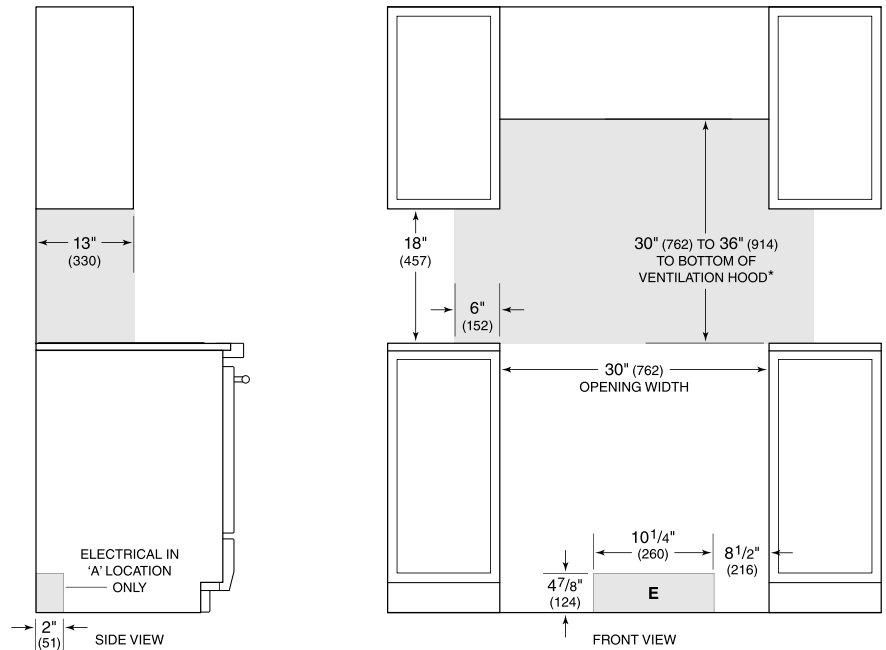 13"
(330)
18"
(457)
30" (762) TO 36" (914)
TO BOTTOM OF
VENTILATION HOOD*
6"
(152)
30" (762)
OPENING WIDTH
ELECTRICAL IN
‘A’ LOCATION
ONLY
10 1/4"
(260)
8 1/2"
(216)
4 7/8"
(124)
E
2"
(51)
SIDE VIEW
FRONT VIEW